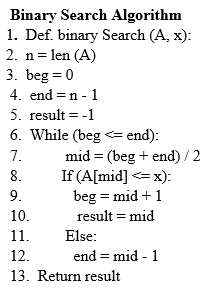 Binary Search Algorithm
1. Def. binary Search (A, x):
2. n = len (A)
3. beg = 0
4. end = n - 1
5. result = -1
6. While (beg <= end):
7. mid = (beg + end) / 2
8. If (A[mid] <= x):
9. beg = mid + 1
10. result = mid
11. Else:
12. end = mid - 1
13. Return result